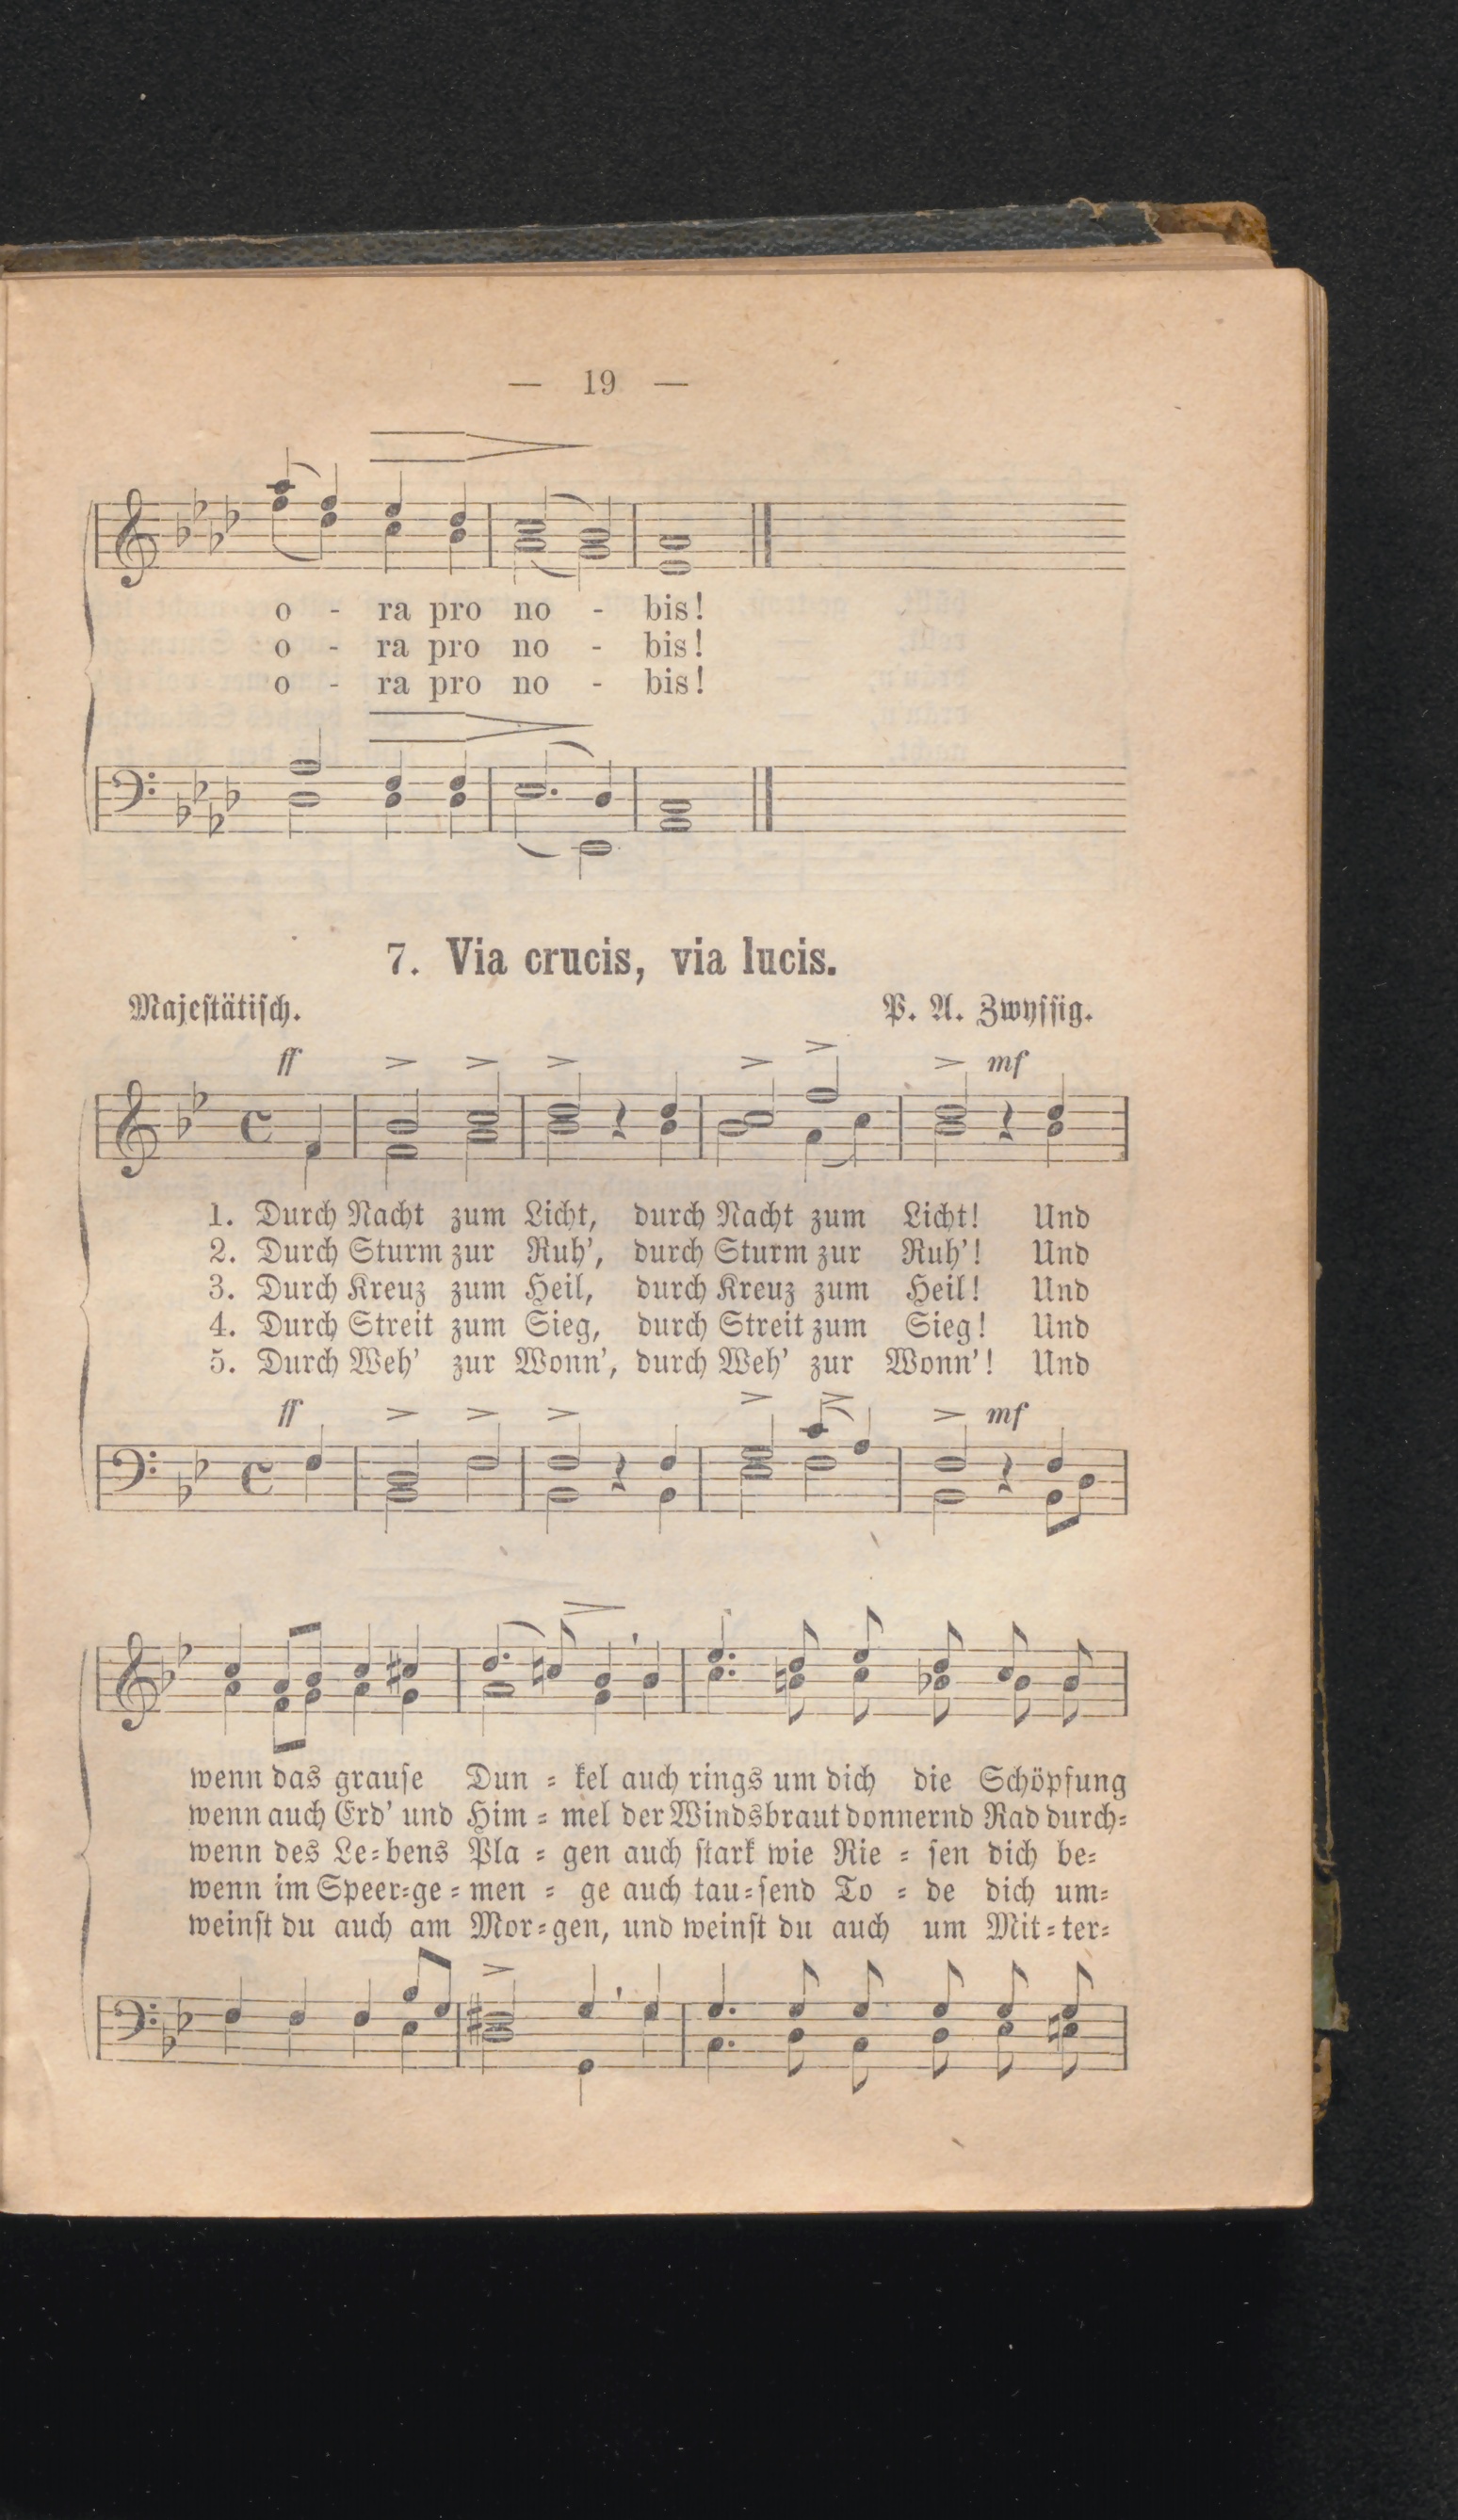 — 19 —
o - ra pro no - bis!
o - ra pro no - bis!
o - ra pro no - bis!
7. Via crucis, via lucis.
Majeſtätiſch. P. A. Zwyſſig.
ff mf
1. Durch Nacht zum Licht, durch Nacht zum Licht! Und
2. Durch Sturm zur Ruh’, durch Sturm zur Ruh’! Und
3. Durch Kreuz zum Heil, durch Kreuz zum Heil! Und
4. Durch Streit zum Sieg, durch Streit zum Sieg! Und
5. Durch Weh’ zur Wonn’, durch Weh’ zur Wonn’! Und
ff mf
wenn das grauſe Dun = kel auch rings um dich die Schöpfung
wenn auch Erd’ und Him = mel der Windsbraut donnernd Rad durch=
wenn des Le=bens Pla = gen auch ſtark wie Rie = ſen dich be=
wenn im Speer=ge = men = ge auch tau=ſend To = de dich um=
weinſt du auch am Mor=gen, und weinſt du auch um Mit=ter=